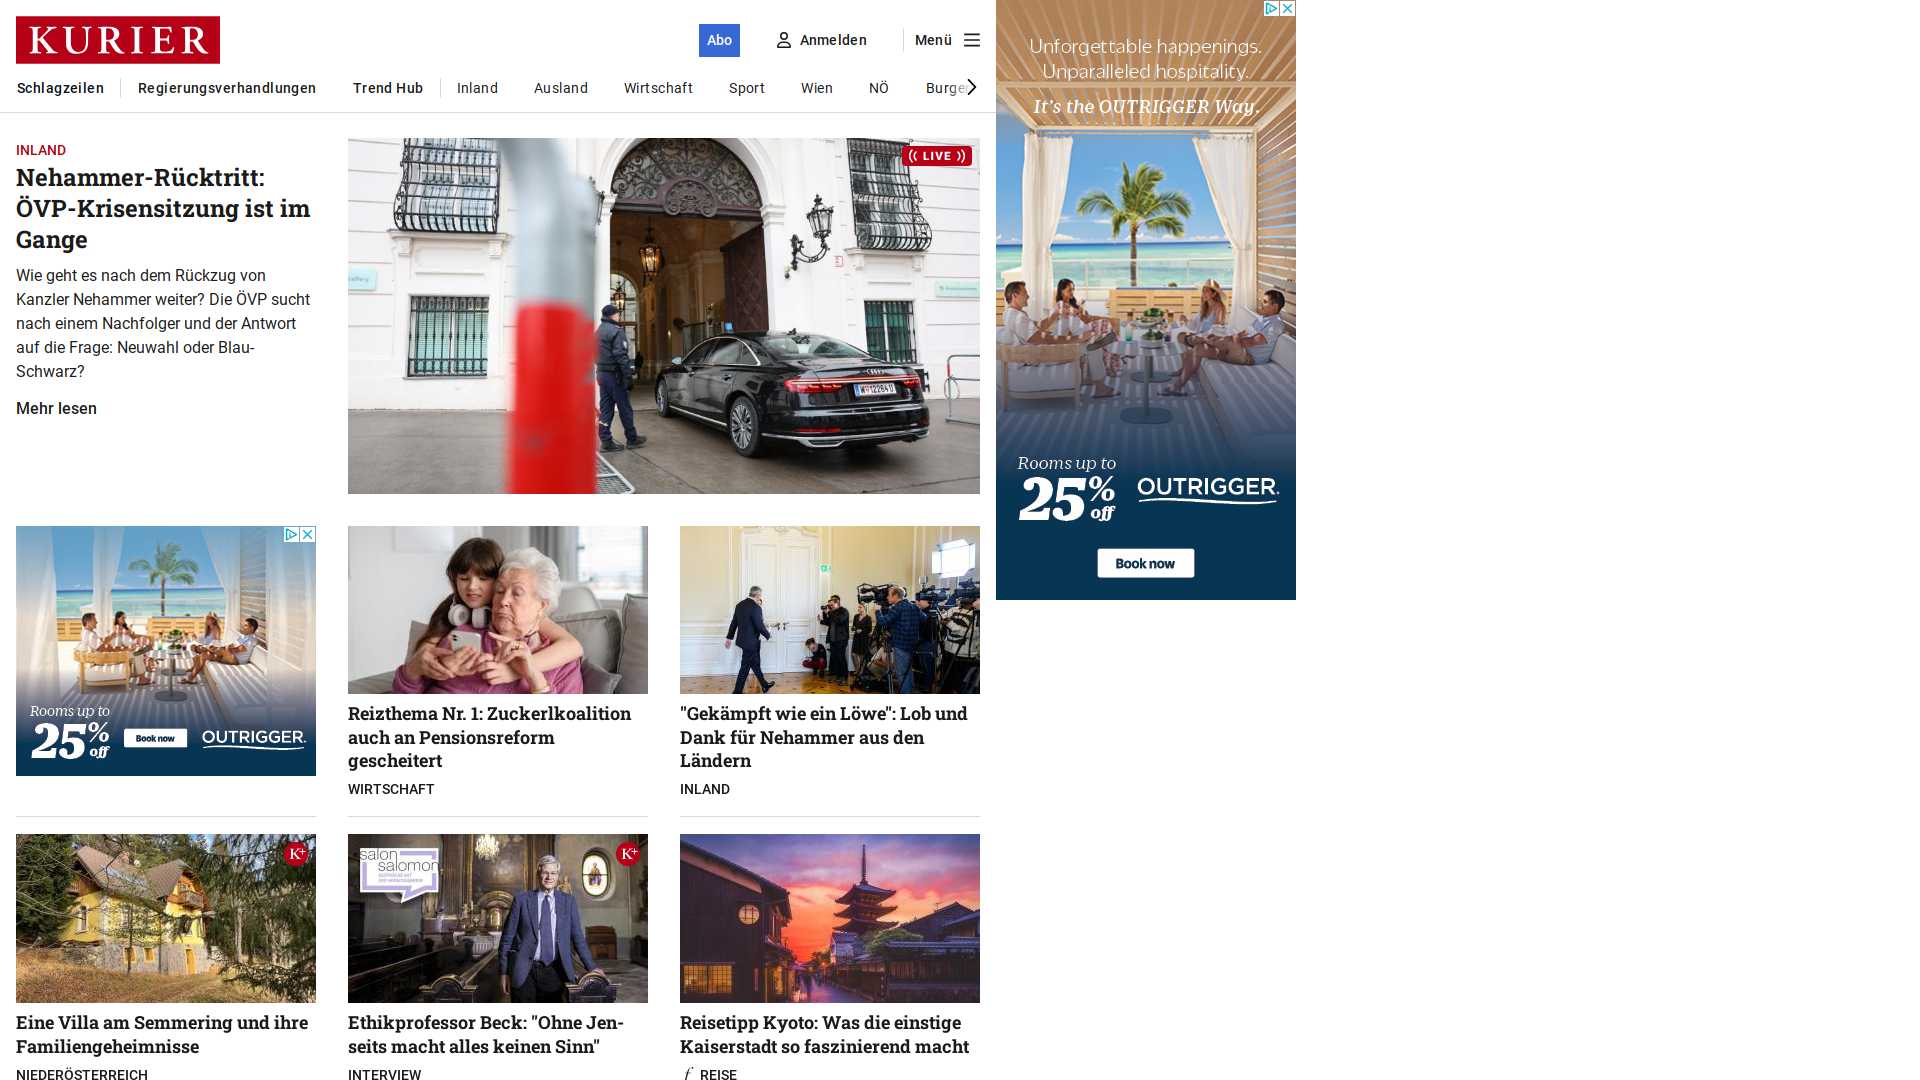 KURIER
Abo
Anmelden
Menü
Schlagzeilen
Regierungsverhandlungen
Trend Hub
Inland
Ausland
Wirtschaft
Sport
Wien
NÖ
INLAND
Nehammer-Rücktritt:
ÖVP-Krisensitzung ist im
Gange
Wie geht es nach dem Rückzug von
Kanzler Nehammer weiter? Die ÖVP sucht
nach einem Nachfolger und der Antwort
auf die Frage: Neuwahl oder Blau-
Schwarz?
Mehr lesen
LIVE
Unforgettable happenings.
Unparalleled hospitality.
It's the OUTRIGGER Way.
Rooms up to
25%
off
OUTRIGGER
Book now
Rooms up to
25%
off
Book now
OUTRIGGER
Reizthema Nr. 1: Zuckerlkoalition
auch an Pensionsreform
gescheitert
WIRTSCHAFT
"Gekämpft wie ein Löwe": Lob und
Dank für Nehammer aus den
Ländern
INLAND
K+
Eine Villa am Semmering und ihre
Familiengeheimnisse
NIEDERÖSTERREICH
salon
salomon
K+
Ethikprofessor Beck: "Ohne Jen-
seits macht alles keinen Sinn"
INTERVIEW
Reisetipp Kyoto: Was die einstige
Kaiserstadt so faszinierend macht
f REISE